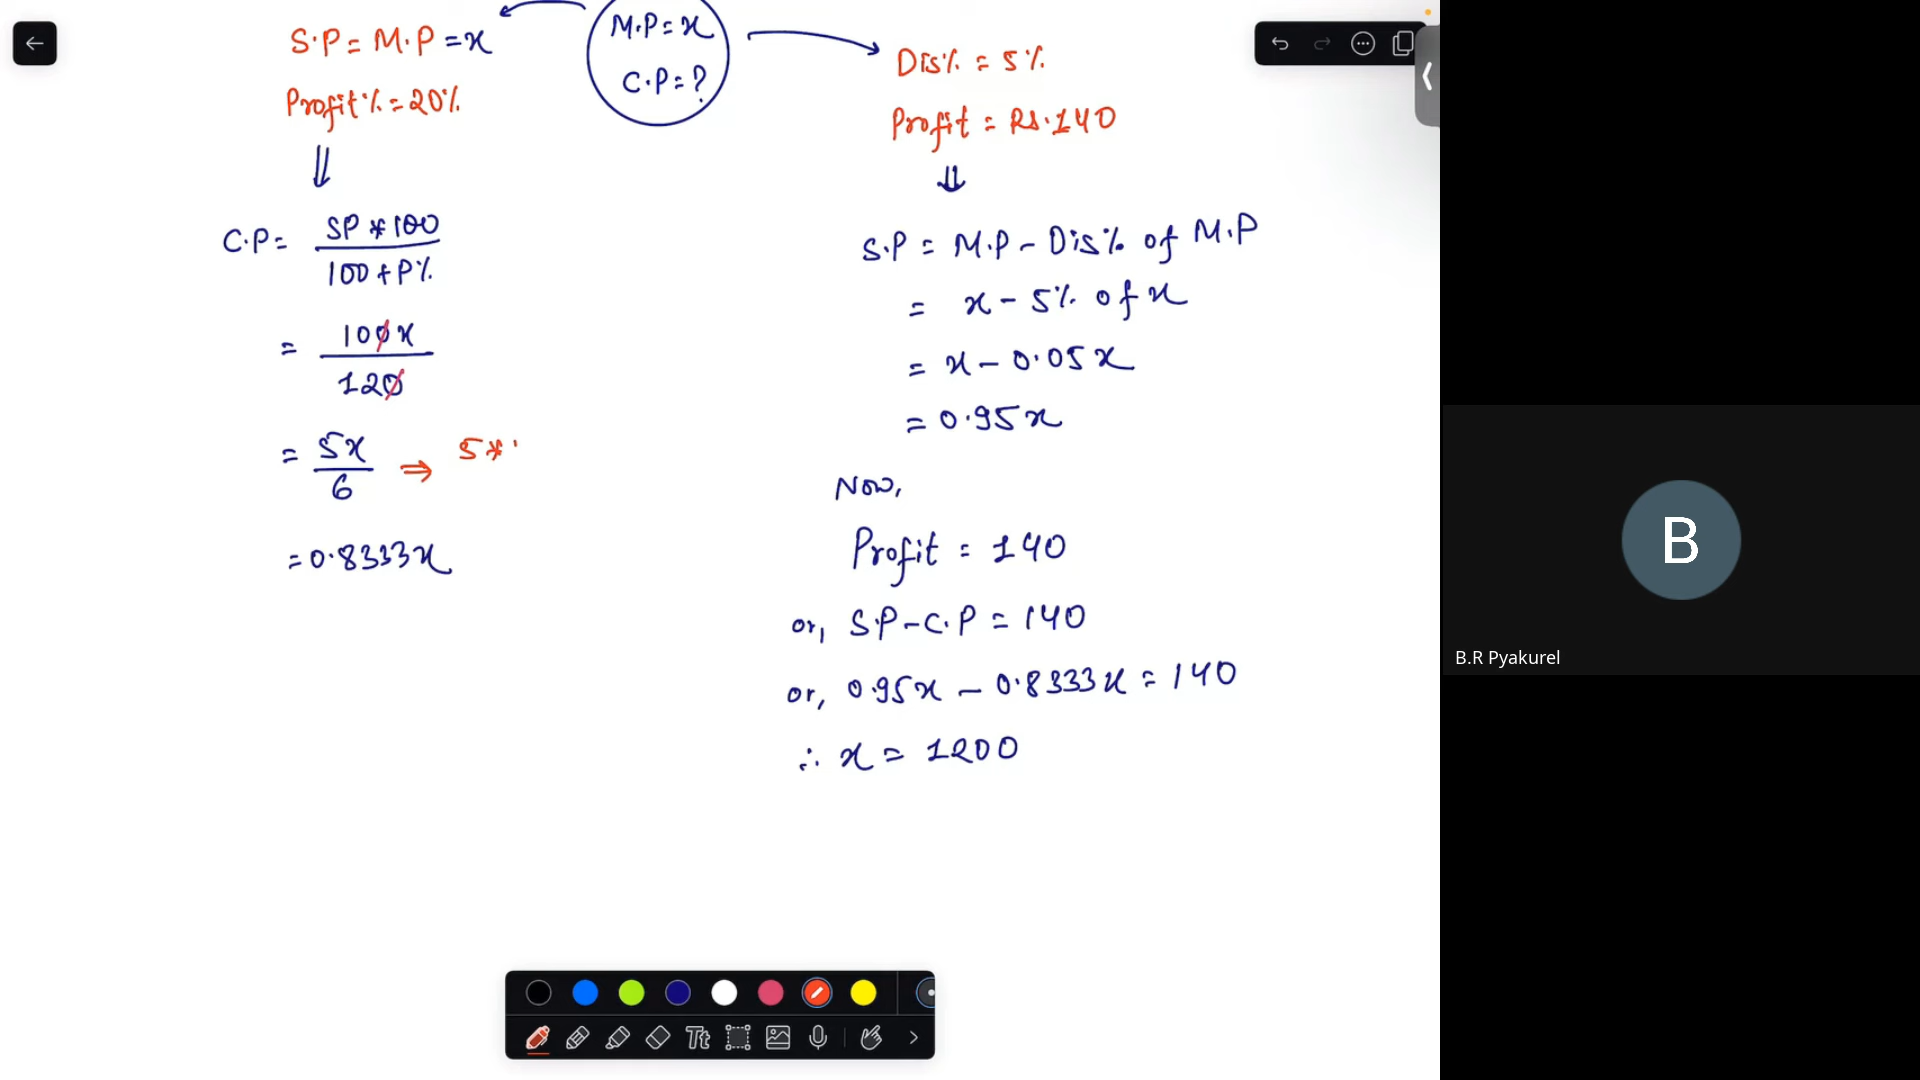 M.P = x
C.P = ?
S.P = M.P = x
Profit % = 20%
C.P = SP * 100 / 100 + P%
= 100x / 120
= 5x / 6 ⇒ 5 *
= 0.8333x
Dis% = 5%
Profit = Rs. 140
S.P = M.P - Dis% of M.P
= x - 5% of x
= x - 0.05x
= 0.95x
Now,
Profit = 140
or, S.P - C.P = 140
or, 0.95x - 0.8333x = 140
∴ x = 1200
Tt
B
B.R Pyakurel